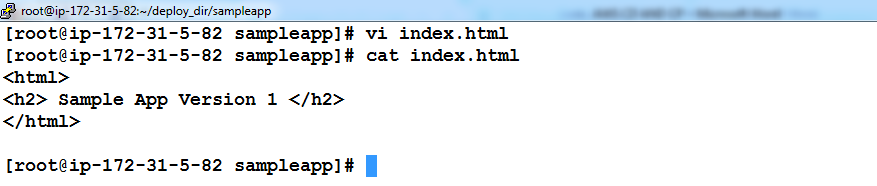 root@ip-172-31-5-82:~/deploy_dir/sampleapp
[root@ip-172-31-5-82 sampleapp]# vi index.html
[root@ip-172-31-5-82 sampleapp]# cat index.html
<html>
<h2> Sample App Version 1 </h2>
</html>
[root@ip-172-31-5-82 sampleapp]#